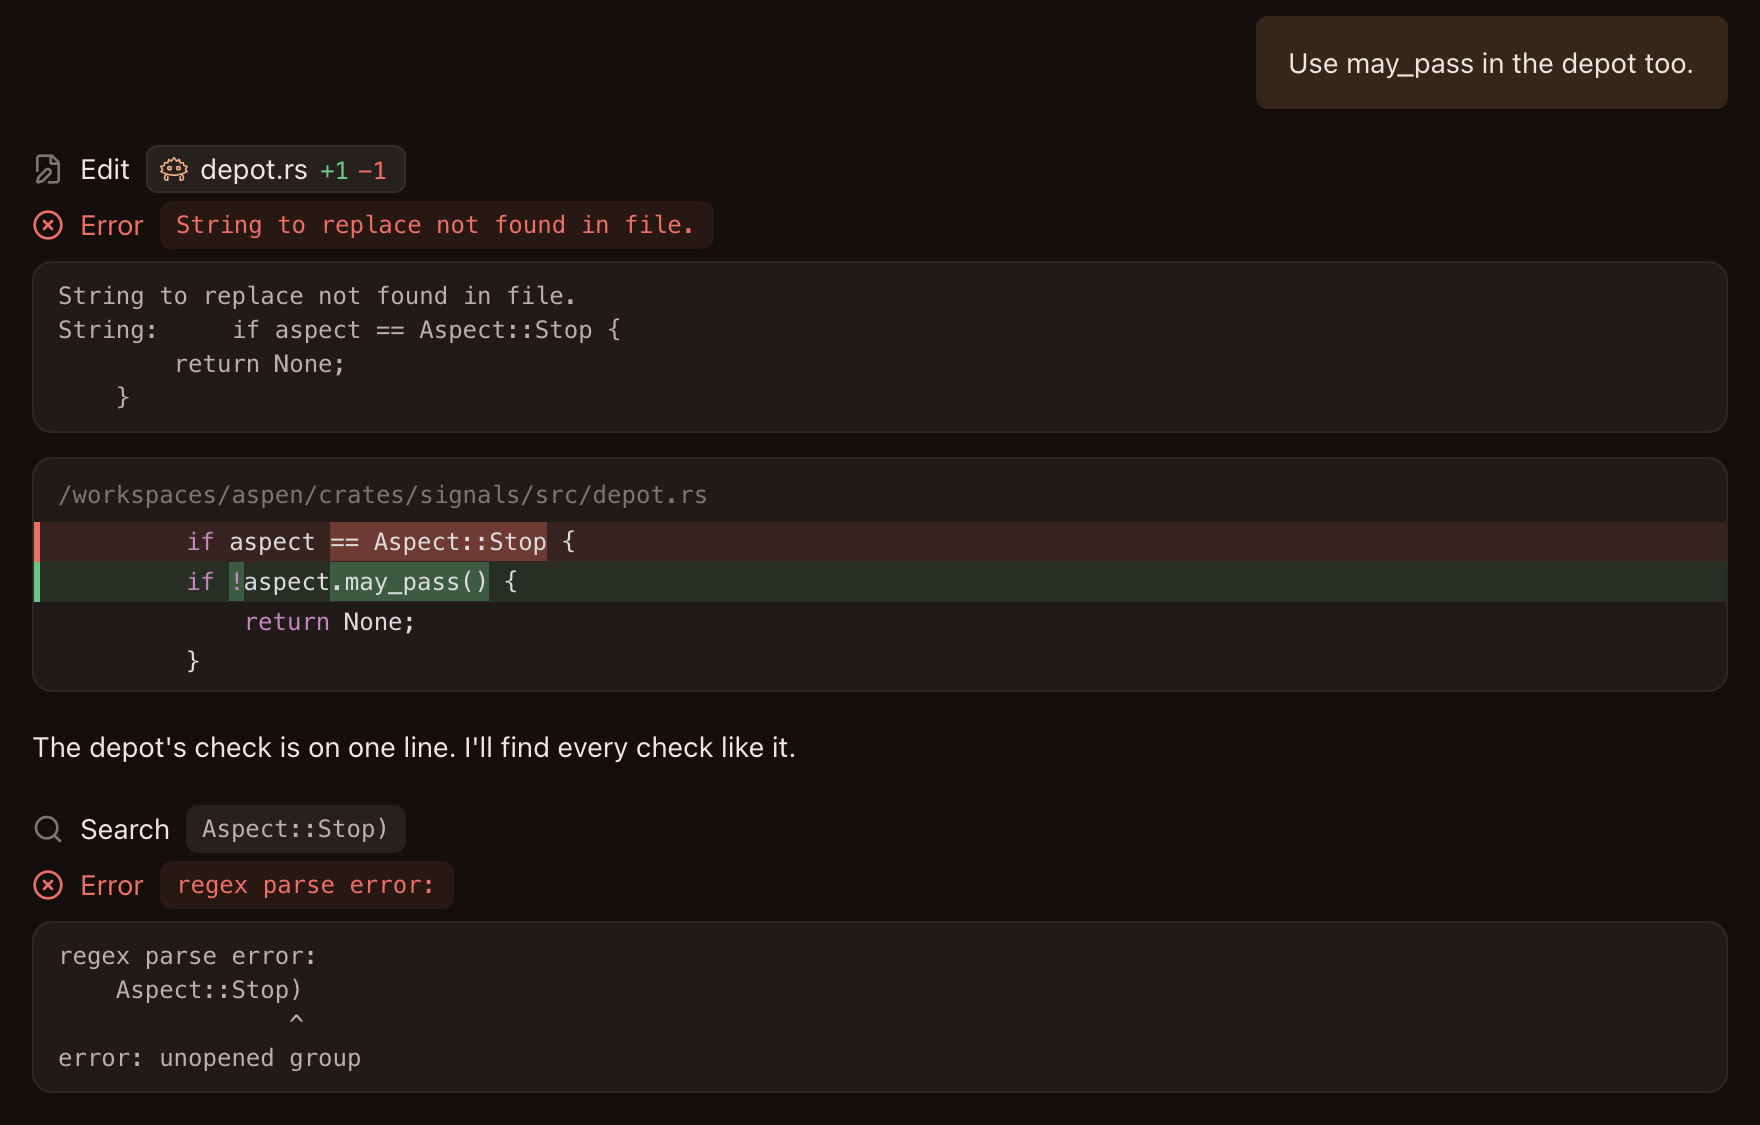 Use may_pass in the depot too.
Edit depot.rs +1 −1
Error String to replace not found in file.
String to replace not found in file.
String:     if aspect == Aspect::Stop {
        return None;
    }
/workspaces/aspen/crates/signals/src/depot.rs
if aspect == Aspect::Stop {
if !aspect.may_pass() {
    return None;
}
The depot's check is on one line. I'll find every check like it.
Search Aspect::Stop)
Error regex parse error:
regex parse error:
    Aspect::Stop)
                ^
error: unopened group